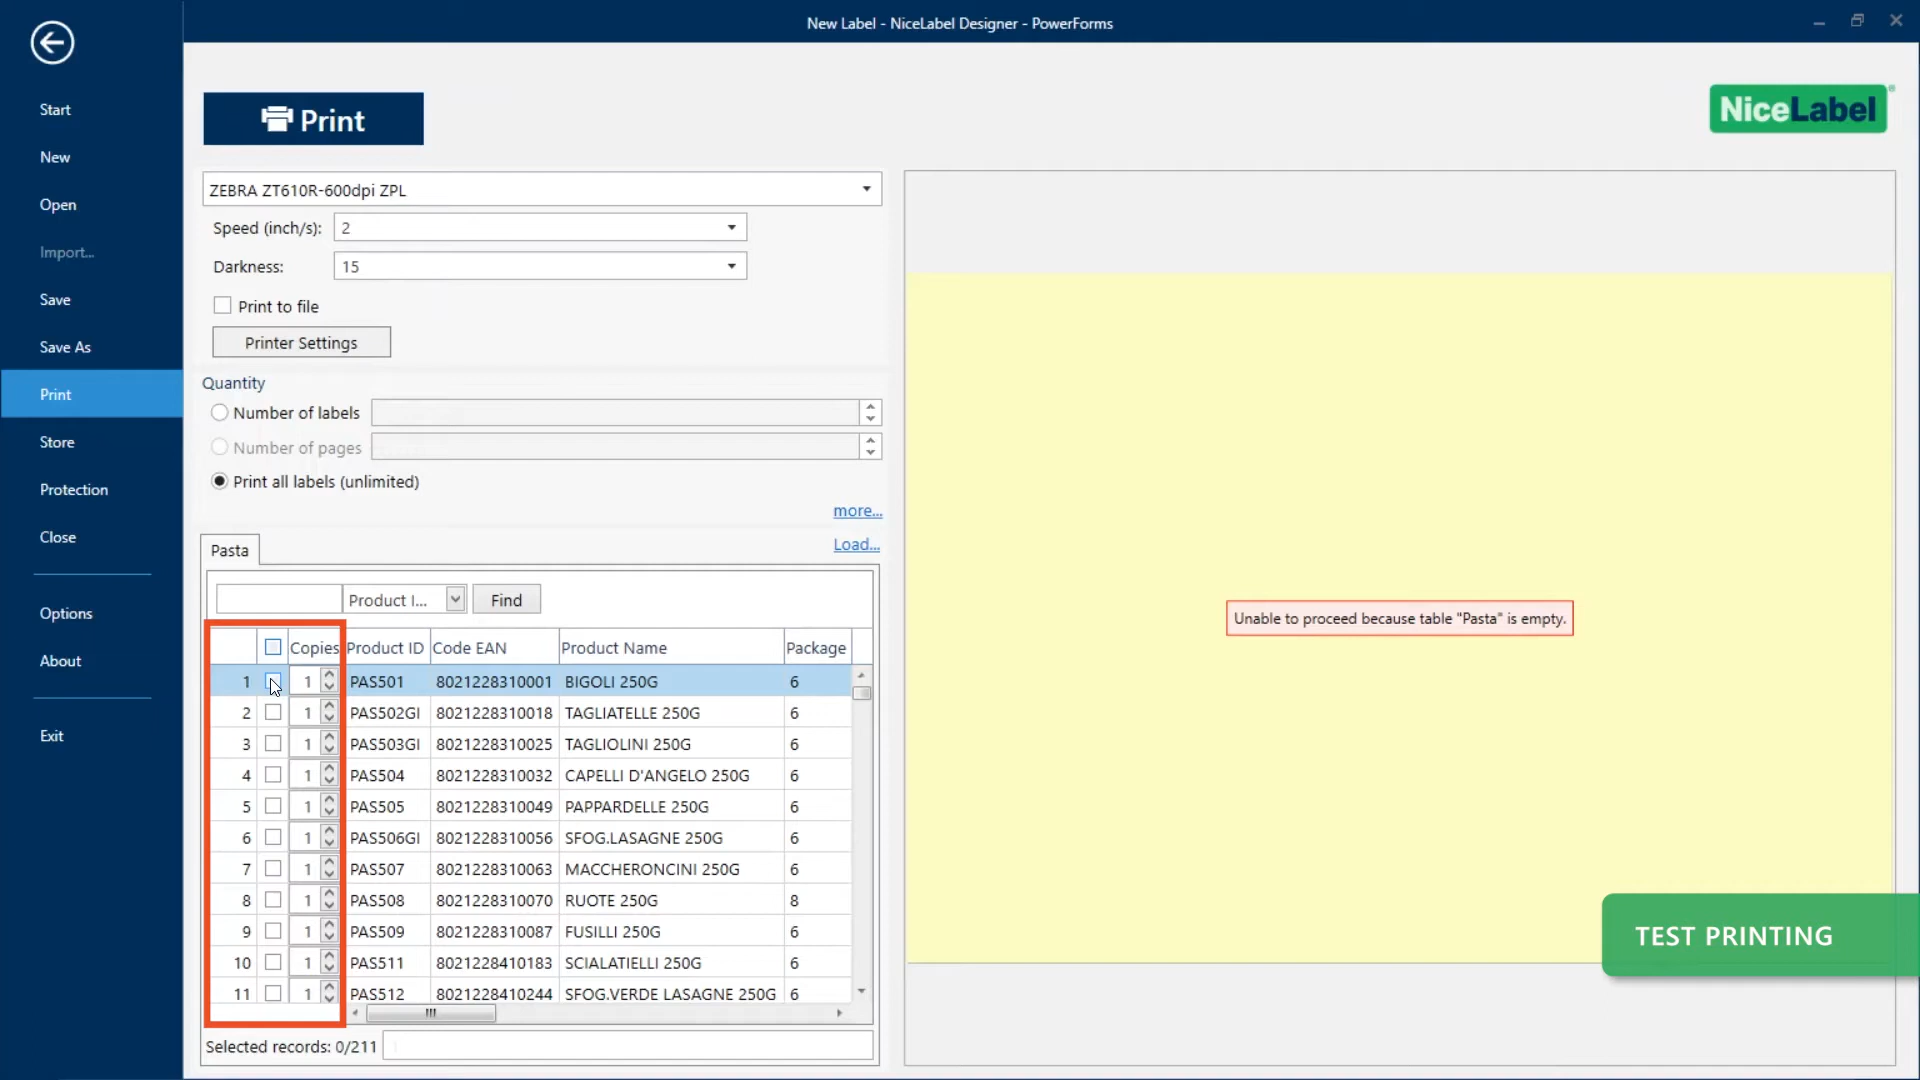 New Label - NiceLabel Designer - PowerForms
Start
New
Open
Import...
Save
Save As
Print
Store
Protection
Close
Options
About
Exit
Print
NiceLabel®
ZEBRA ZT610R-600dpi ZPL
Speed (inch/s): 2
Darkness: 15
Print to file
Printer Settings
Quantity
Number of labels
Number of pages
Print all labels (unlimited)
more...
Pasta
Load...
Product I... Find
Copies Product ID Code EAN Product Name Package
1 1 PAS501 8021228310001 BIGOLI 250G 6
2 1 PAS502GI 8021228310018 TAGLIATELLE 250G 6
3 1 PAS503GI 8021228310025 TAGLIOLINI 250G 6
4 1 PAS504 8021228310032 CAPELLI D'ANGELO 250G 6
5 1 PAS505 8021228310049 PAPPARDELLE 250G 6
6 1 PAS506GI 8021228310056 SFOG.LASAGNE 250G 6
7 1 PAS507 8021228310063 MACCHERONCINI 250G 6
8 1 PAS508 8021228310070 RUOTE 250G 8
9 1 PAS509 8021228310087 FUSILLI 250G 6
10 1 PAS511 8021228410183 SCIALATIELLI 250G 6
11 1 PAS512 8021228410244 SFOG.VERDE LASAGNE 250G 6
Selected records: 0/211
Unable to proceed because table "Pasta" is empty.
TEST PRINTING